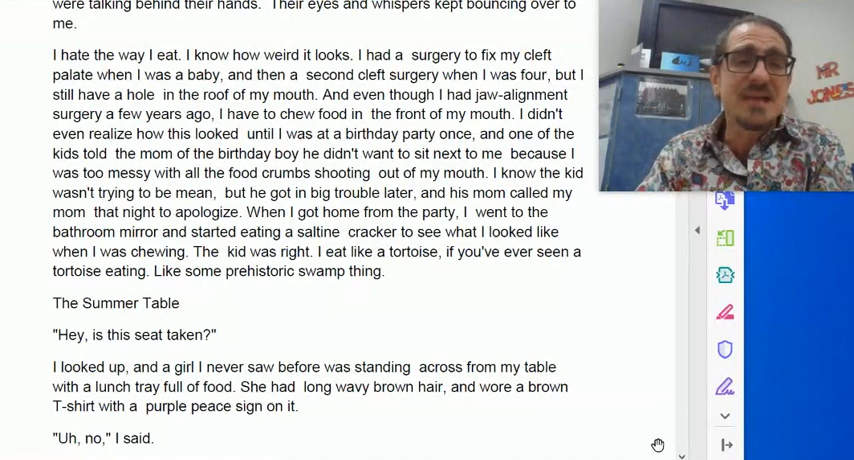 were talking behind their hands.  Their eyes and whispers kept bouncing over to
me.
I hate the way I eat. I know how weird it looks. I had a  surgery to fix my cleft
palate when I was a baby, and then a  second cleft surgery when I was four, but I
still have a hole  in the roof of my mouth. And even though I had jaw-alignment
surgery a few years ago, I have to chew food in  the front of my mouth. I didn't
even realize how this looked  until I was at a birthday party once, and one of the
kids told  the mom of the birthday boy he didn't want to sit next to me  because I
was too messy with all the food crumbs shooting  out of my mouth. I know the kid
wasn't trying to be mean,  but he got in big trouble later, and his mom called my
mom  that night to apologize. When I got home from the party, I  went to the
bathroom mirror and started eating a saltine  cracker to see what I looked like
when I was chewing. The  kid was right. I eat like a tortoise, if you've ever seen a
tortoise eating. Like some prehistoric swamp thing.
The Summer Table
"Hey, is this seat taken?"
I looked up, and a girl I never saw before was standing  across from my table
with a lunch tray full of food. She had  long wavy brown hair, and wore a brown
T-shirt with a  purple peace sign on it.
"Uh, no," I said.
MR
JONES